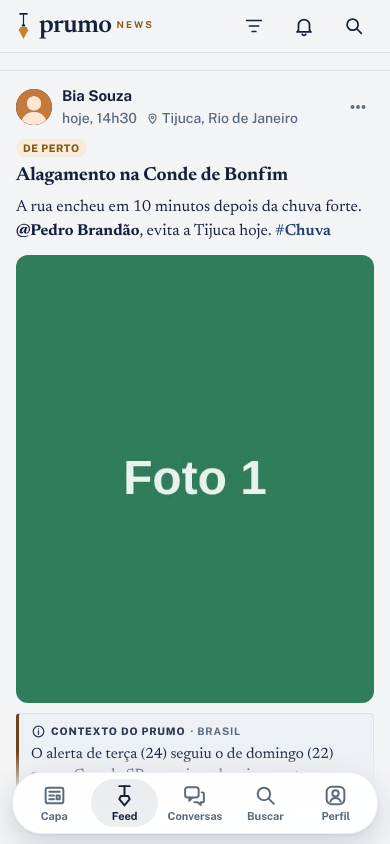 prumo NEWS
Bia Souza
hoje, 14h30 Tijuca, Rio de Janeiro
DE PERTO
Alagamento na Conde de Bonfim
A rua encheu em 10 minutos depois da chuva forte.
@Pedro Brandão, evita a Tijuca hoje. #Chuva
Foto 1
CONTEXTO DO PRUMO · BRASIL
O alerta de terça (24) seguiu o de domingo (22)
Capa
Feed
Conversas
Buscar
Perfil